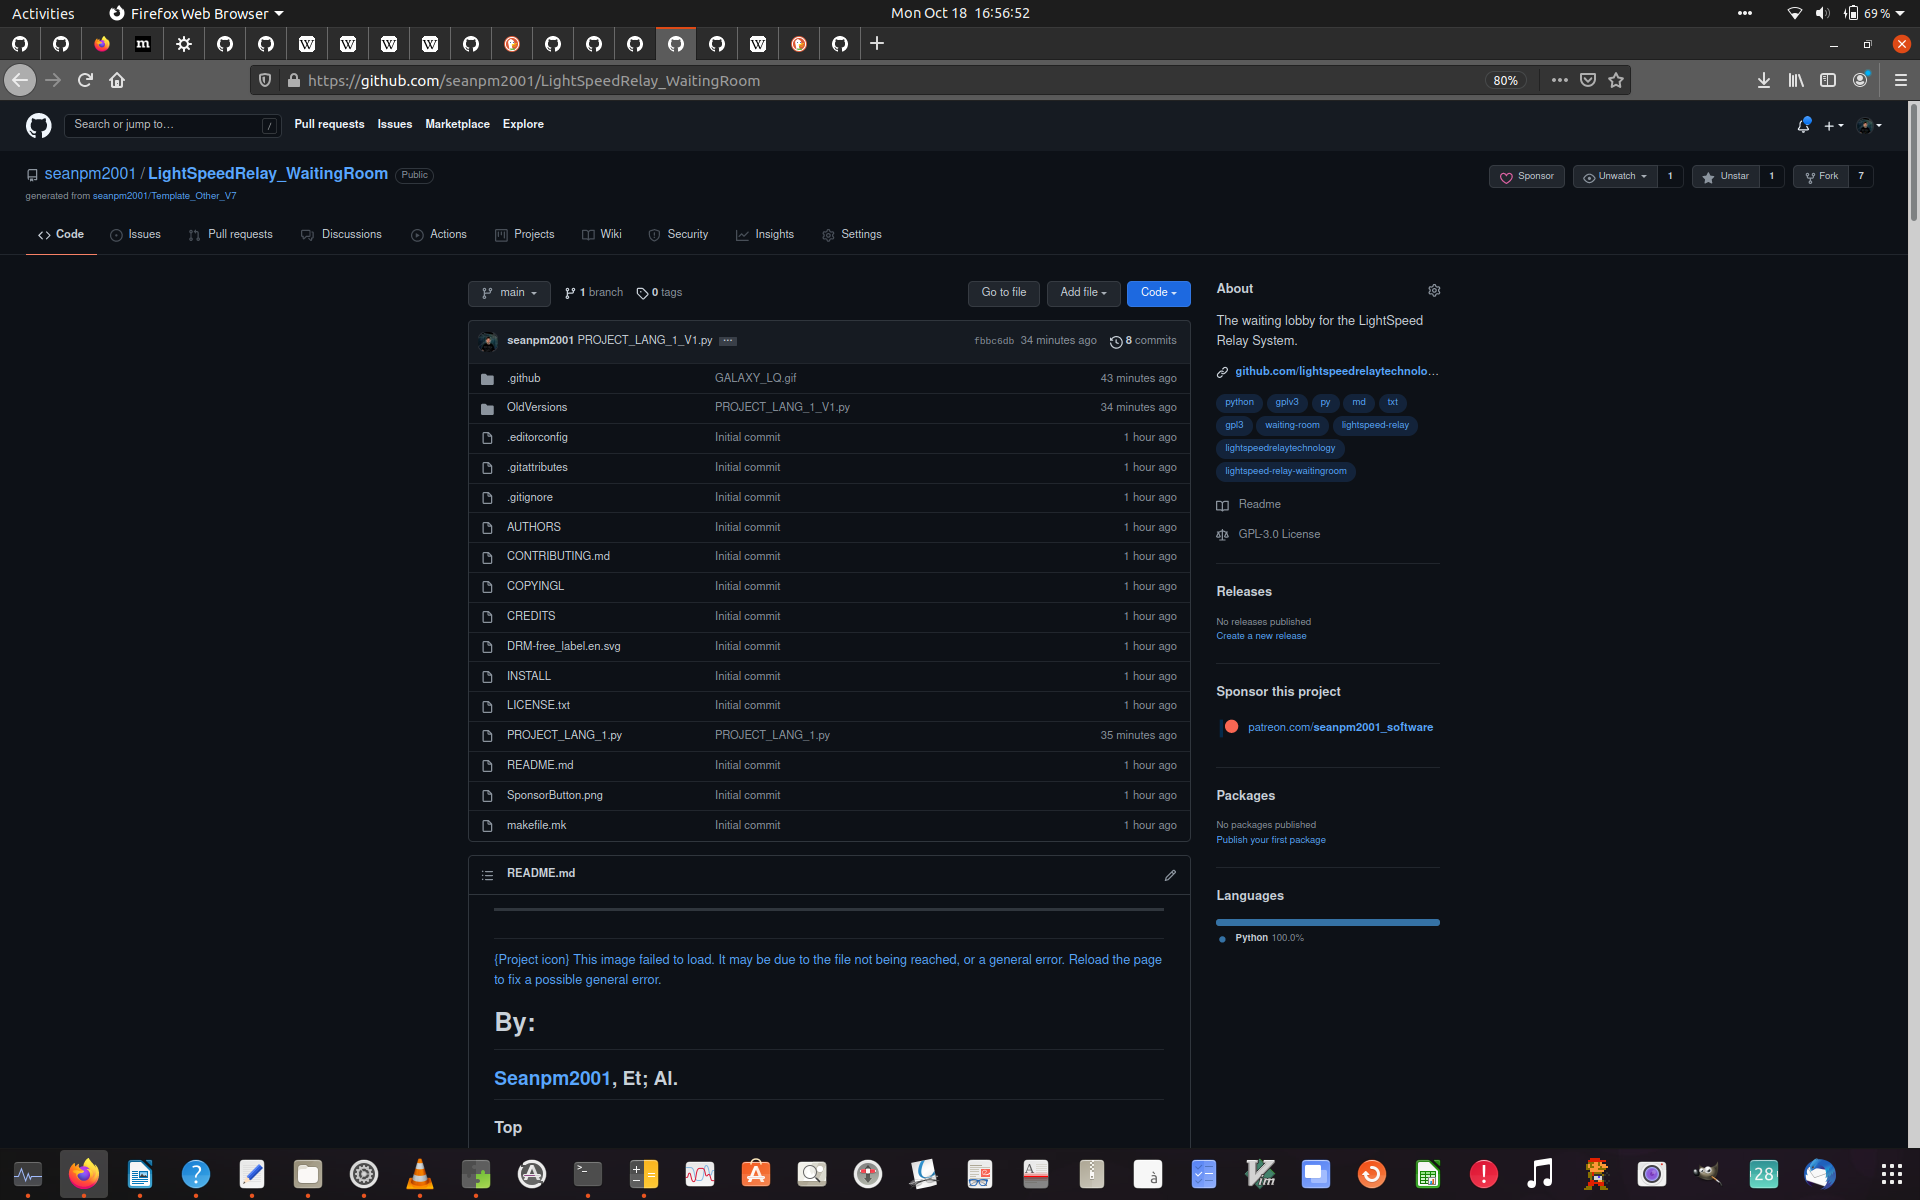 Activities Firefox Web Browser Mon Oct 18 16:56:52 69 %
https://github.com/seanpm2001/LightSpeedRelay_WaitingRoom 80%
Search or jump to… / Pull requests Issues Marketplace Explore
seanpm2001 / LightSpeedRelay_WaitingRoom Public Sponsor Unwatch 1 Unstar 1 Fork 7
generated from seanpm2001/Template_Other_V7
Code Issues Pull requests Discussions Actions Projects Wiki Security Insights Settings
main 1 branch 0 tags Go to file Add file Code
seanpm2001 PROJECT_LANG_1_V1.py fbbc6db 34 minutes ago 8 commits
.github GALAXY_LQ.gif 43 minutes ago
OldVersions PROJECT_LANG_1_V1.py 34 minutes ago
.editorconfig Initial commit 1 hour ago
.gitattributes Initial commit 1 hour ago
.gitignore Initial commit 1 hour ago
AUTHORS Initial commit 1 hour ago
CONTRIBUTING.md Initial commit 1 hour ago
COPYINGL Initial commit 1 hour ago
CREDITS Initial commit 1 hour ago
DRM-free_label.en.svg Initial commit 1 hour ago
INSTALL Initial commit 1 hour ago
LICENSE.txt Initial commit 1 hour ago
PROJECT_LANG_1.py PROJECT_LANG_1.py 35 minutes ago
README.md Initial commit 1 hour ago
SponsorButton.png Initial commit 1 hour ago
makefile.mk Initial commit 1 hour ago
README.md
{Project icon} This image failed to load. It may be due to the file not being reached, or a general error. Reload the page
to fix a possible general error.
By:
Seanpm2001, Et; Al.
Top
About
The waiting lobby for the LightSpeed
Relay System.
github.com/lightspeedrelaytechnolo…
python gplv3 py md txt
gpl3 waiting-room lightspeed-relay
lightspeedrelaytechnology
lightspeed-relay-waitingroom
Readme
GPL-3.0 License
Releases
No releases published
Create a new release
Sponsor this project
patreon.com/seanpm2001_software
Packages
No packages published
Publish your first package
Languages
Python 100.0%
28